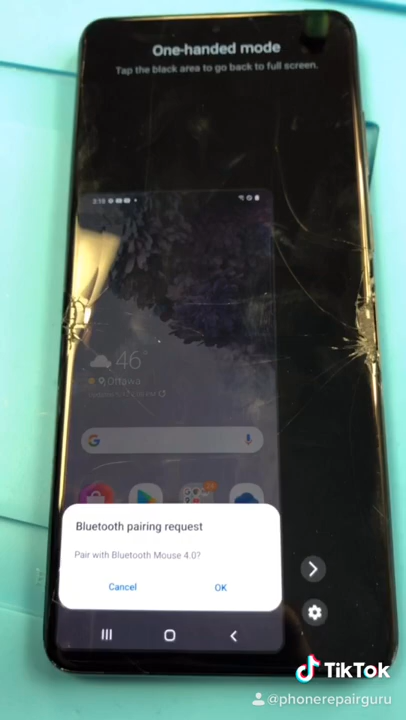 One-handed mode
Tap the black area to go back to full screen.
46°
Ottawa
G
Bluetooth pairing request
Pair with Bluetooth Mouse 4.0?
Cancel
OK
TikTok
@phonerepairguru